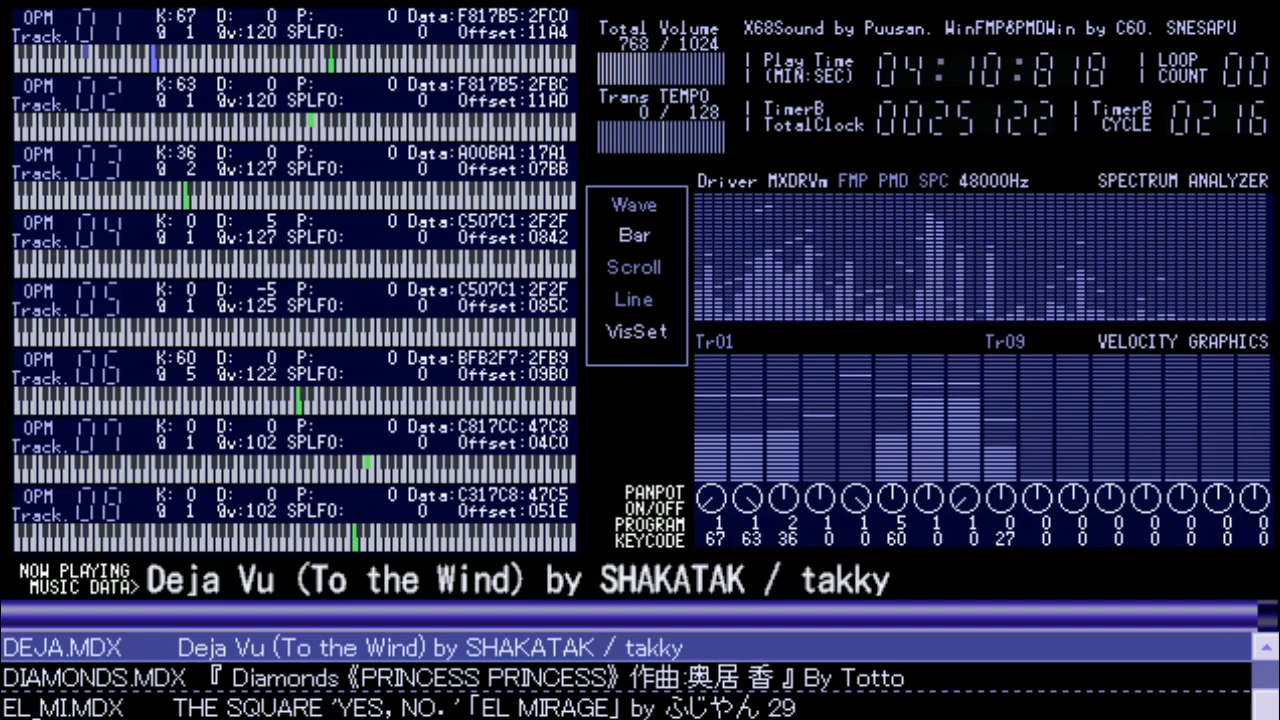 OPM K:67 D: 0 P: 0 Data:F817B5:2FC0
Track. 01 @ 1 @v:120 SPLFO: 0 Offset:11A4
OPM K:63 D: 0 P: 0 Data:F817B5:2FBC
Track. 02 @ 1 @v:120 SPLFO: 0 Offset:11AD
OPM K:36 D: 0 P: 0 Data:A00BA1:17A1
Track. 03 @ 2 @v:127 SPLFO: 0 Offset:07BB
OPM K: 0 D: 5 P: 0 Data:C507C1:2F2F
Track. 04 @ 1 @v:127 SPLFO: 0 Offset:0842
OPM K: 0 D: -5 P: 0 Data:C507C1:2F2F
Track. 05 @ 1 @v:125 SPLFO: 0 Offset:085C
OPM K:60 D: 0 P: 0 Data:BFB2F7:2FB9
Track. 06 @ 5 @v:122 SPLFO: 0 Offset:09B0
OPM K: 0 D: 0 P: 0 Data:C817CC:47C8
Track. 07 @ 1 @v:102 SPLFO: 0 Offset:04C0
OPM K: 0 D: 0 P: 0 Data:C317C8:47C5
Track. 08 @ 1 @v:102 SPLFO: 0 Offset:051E
Total Volume
768 / 1024
Trans TEMPO
0 / 128
X68Sound by Puusan. WinFMP&PMDWin by C60. SNESAPU
Play Time (MIN:SEC) 04:10:818 LOOP COUNT 00
TimerB TotalClock 0025122 TimerB CYCLE 0216
Wave
Bar
Scroll
Line
VisSet
Driver MXDRVm FMP PMD SPC 48000Hz SPECTRUM ANALYZER
Tr01 Tr09 VELOCITY GRAPHICS
PANPOT
ON/OFF
PROGRAM 1 1 2 1 1 5 1 1 0 0 0 0 0 0 0 0
KEYCODE 67 63 36 0 0 60 0 0 27 0 0 0 0 0 0 0
NOW PLAYING MUSIC DATA> Deja Vu (To the Wind) by SHAKATAK / takky
DEJA.MDX Deja Vu (To the Wind) by SHAKATAK / takky
DIAMONDS.MDX 『 Diamonds 《PRINCESS PRINCESS》 作曲:奥居 香 』 By Totto
EL_MI.MDX THE SQUARE 'YES, NO. '「EL MIRAGE」 by ふじやん 29